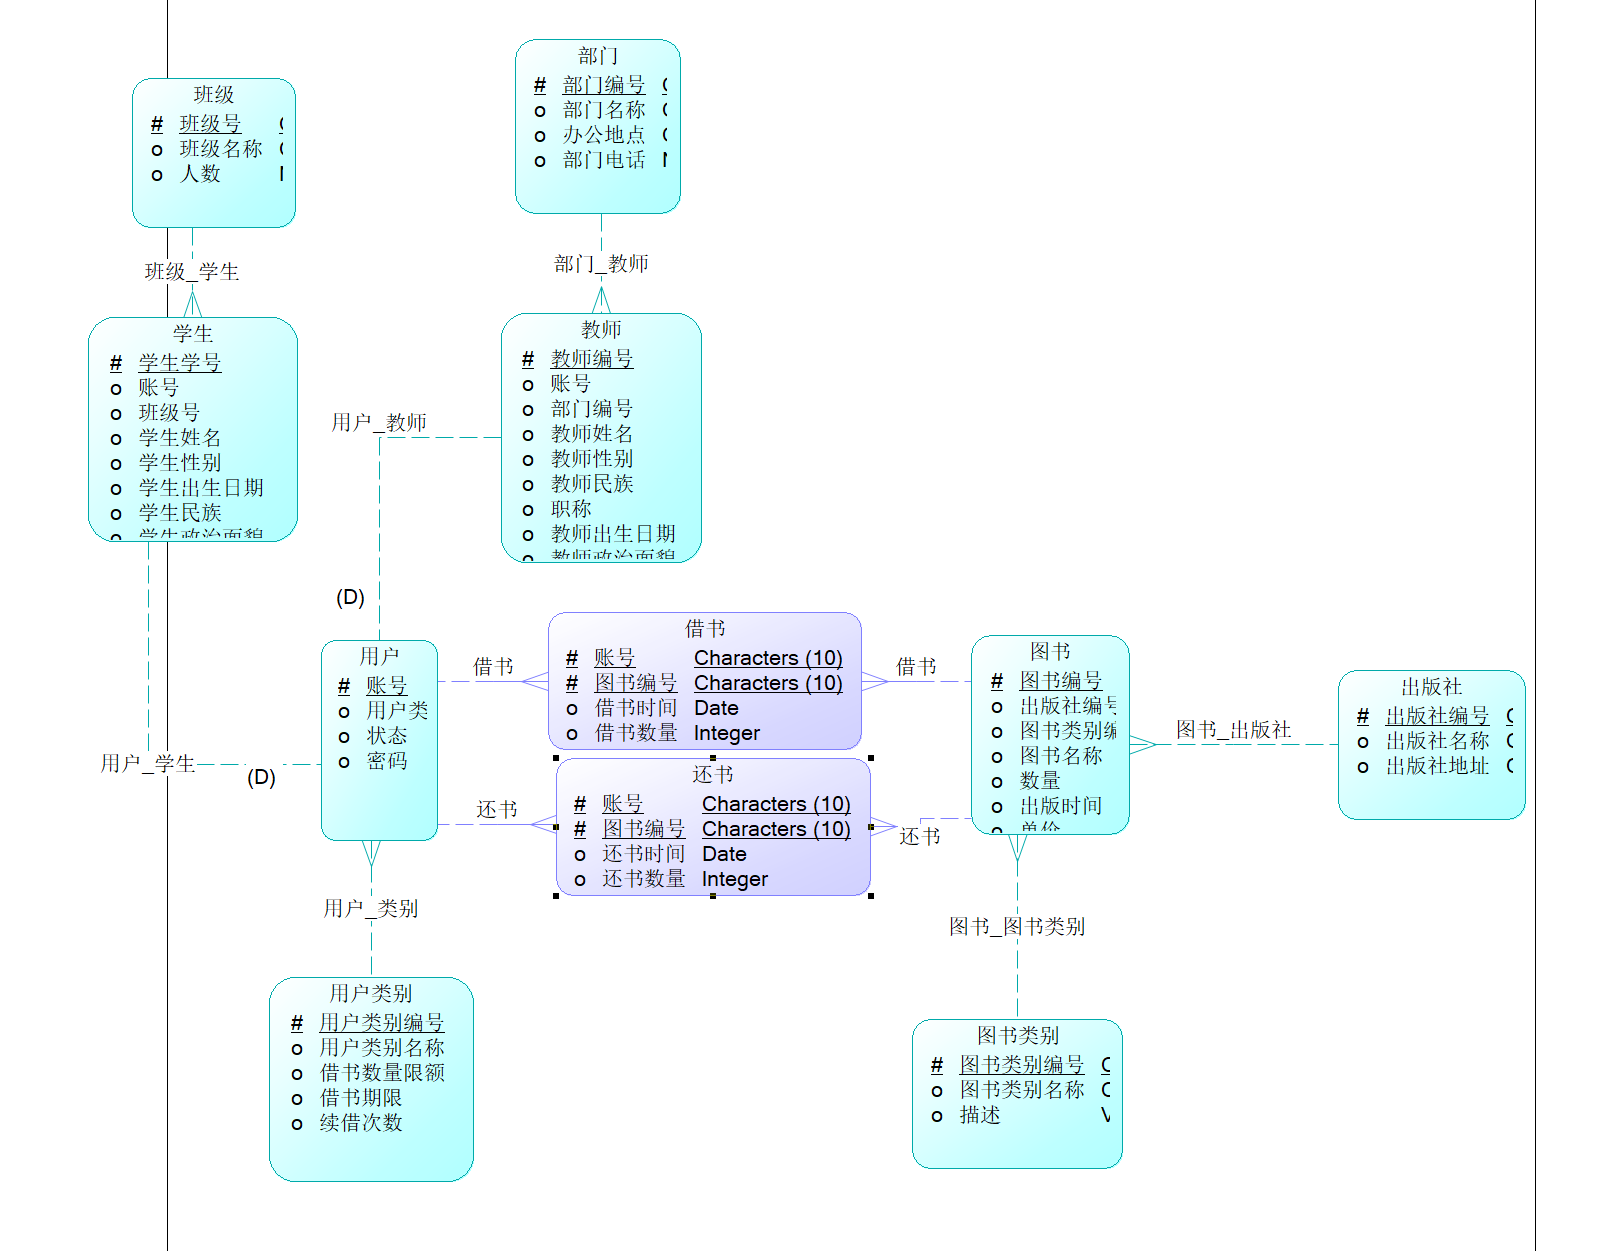 部门
# 部门编号
o 部门名称
o 办公地点
o 部门电话
班级
# 班级号
o 班级名称
o 人数
班级_学生
部门_教师
学生
# 学生学号
o 账号
o 班级号
o 学生姓名
o 学生性别
o 学生出生日期
o 学生民族
o 学生政治面貌
教师
# 教师编号
o 账号
o 部门编号
o 教师姓名
o 教师性别
o 教师民族
o 职称
o 教师出生日期
o 教师政治面貌
用户_教师
(D)
用户_学生
(D)
用户
# 账号
o 用户类
o 状态
o 密码
借书
借书
# 账号 Characters (10)
# 图书编号 Characters (10)
o 借书时间 Date
o 借书数量 Integer
借书
还书
还书
# 账号 Characters (10)
# 图书编号 Characters (10)
o 还书时间 Date
o 还书数量 Integer
还书
图书
# 图书编号
o 出版社编号
o 图书类别编
o 图书名称
o 数量
o 出版时间
o 单价
图书_出版社
出版社
# 出版社编号
o 出版社名称
o 出版社地址
用户_类别
用户类别
# 用户类别编号
o 用户类别名称
o 借书数量限额
o 借书期限
o 续借次数
图书_图书类别
图书类别
# 图书类别编号
o 图书类别名称
o 描述